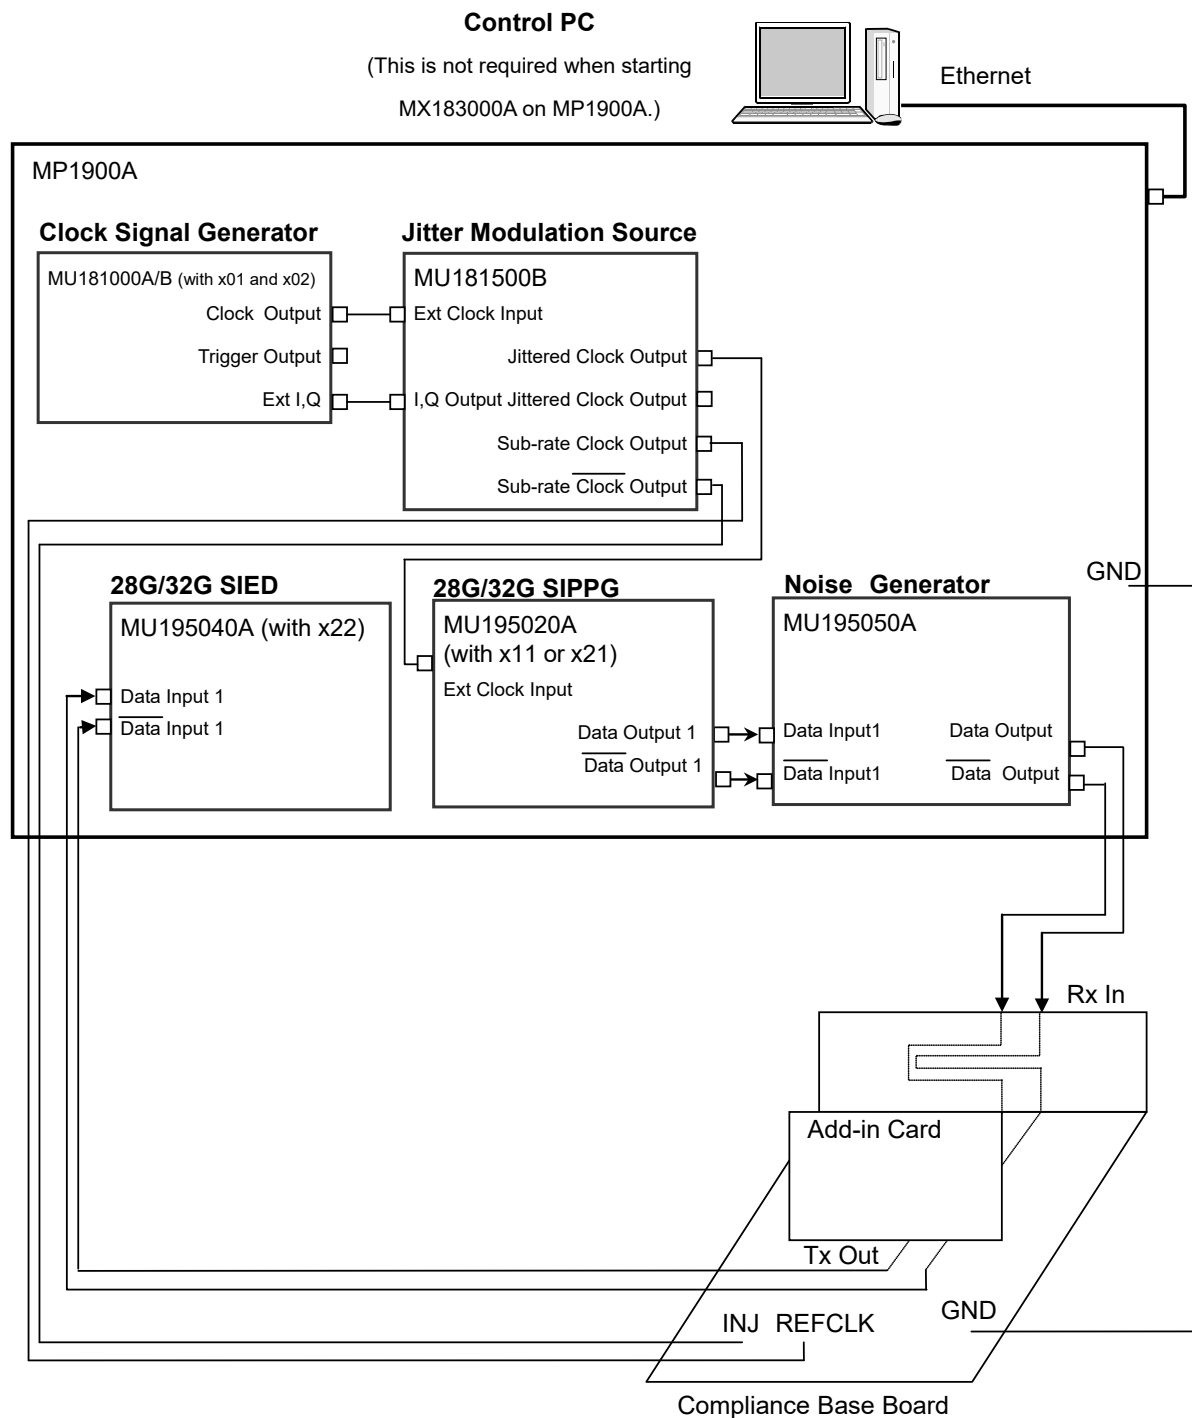 Control PC
(This is not required when starting
MX183000A on MP1900A.)
Ethernet
MP1900A
Clock Signal Generator
MU181000A/B (with x01 and x02)
Clock Output
Trigger Output
Ext I,Q
Jitter Modulation Source
MU181500B
Ext Clock Input
Jittered Clock Output
I,Q Output Jittered Clock Output
Sub-rate Clock Output
Sub-rate Clock Output
28G/32G SIED
MU195040A (with x22)
Data Input 1
Data Input 1
28G/32G SIPPG
MU195020A
(with x11 or x21)
Ext Clock Input
Data Output 1
Data Output 1
Noise Generator
MU195050A
Data Input1 Data Output
Data Input1 Data Output
GND
Rx In
Add-in Card
Tx Out
INJ REFCLK
GND
Compliance Base Board